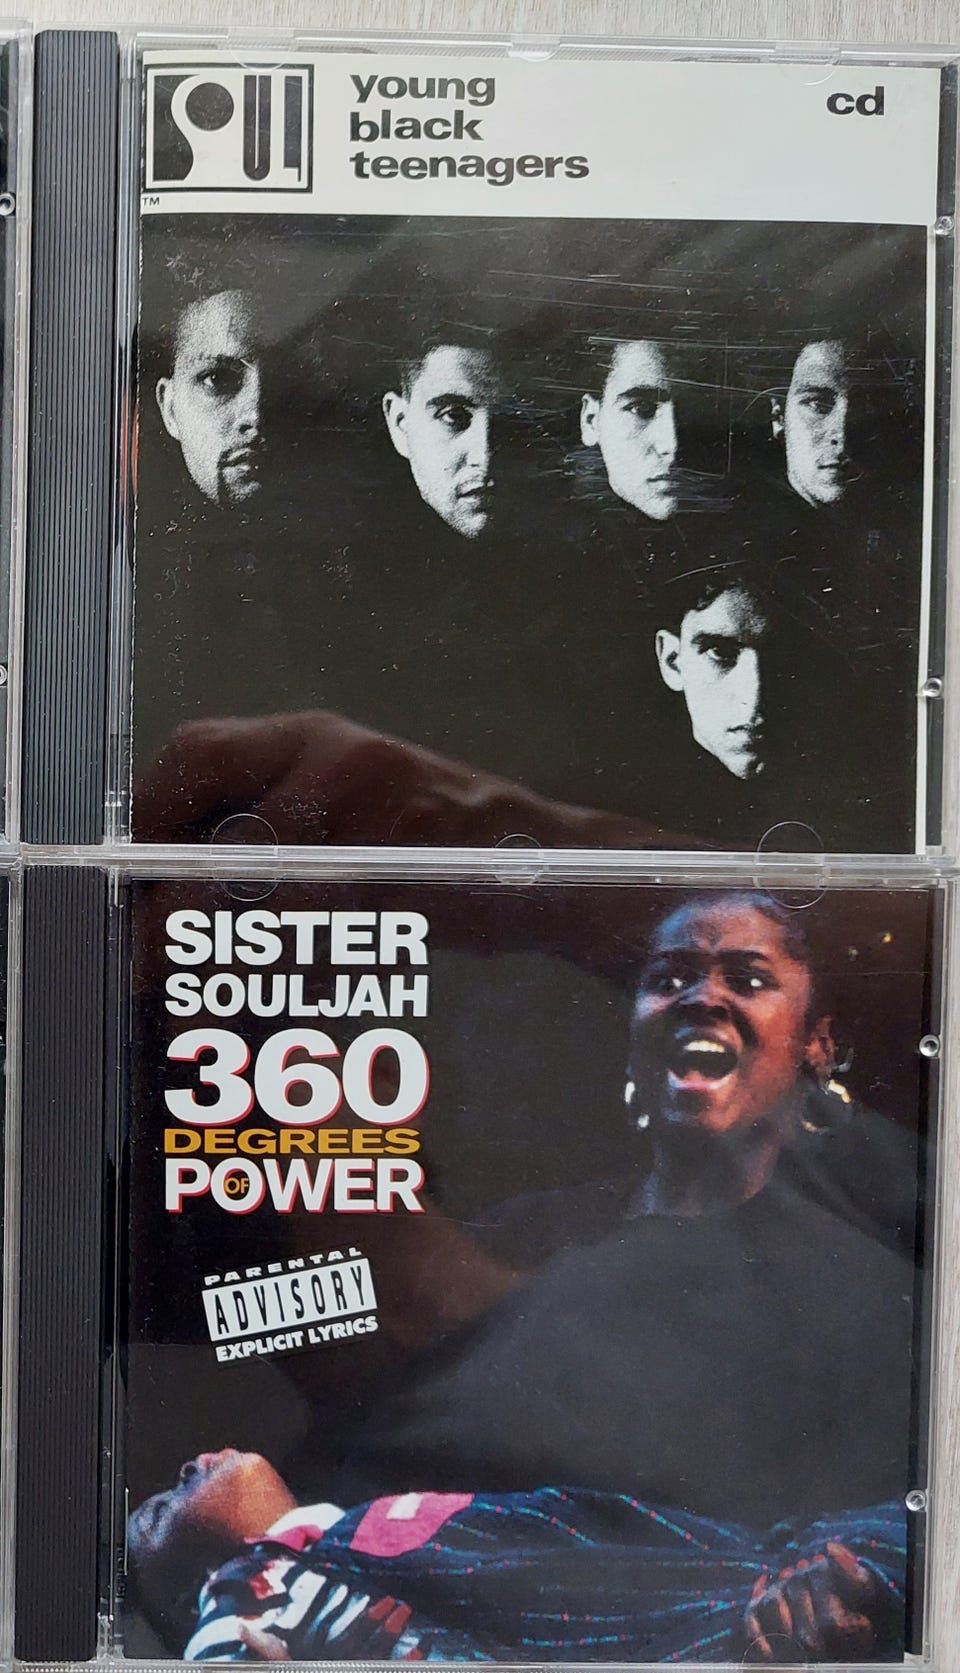 SOUL
TM
young
black
teenagers
cd
SISTER
SOULJAH
360
DEGREES
OF
POWER
PARENTAL
ADVISORY
EXPLICIT LYRICS